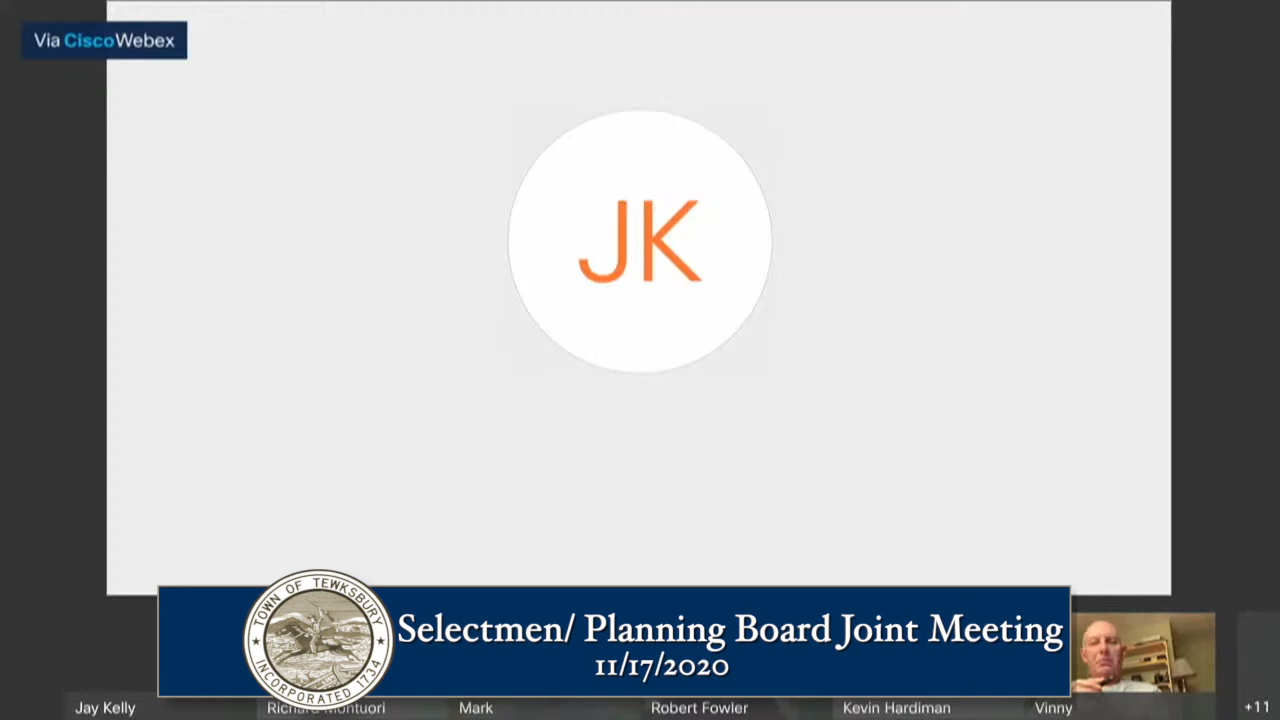 Via CiscoWebex
JK
TOWN OF TEWKSBURY
INCORPORATED 1734
Selectmen/ Planning Board Joint Meeting
11/17/2020
Jay Kelly
Richard Montuori
Mark
Robert Fowler
Kevin Hardiman
Vinny
+11